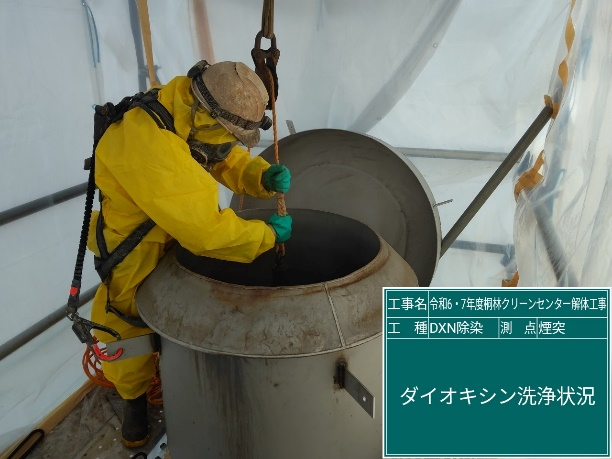 工事名 令和6・7年度桐林クリーンセンター解体工事
工 種 DXN除染 測 点 煙突
ダイオキシン洗浄状況